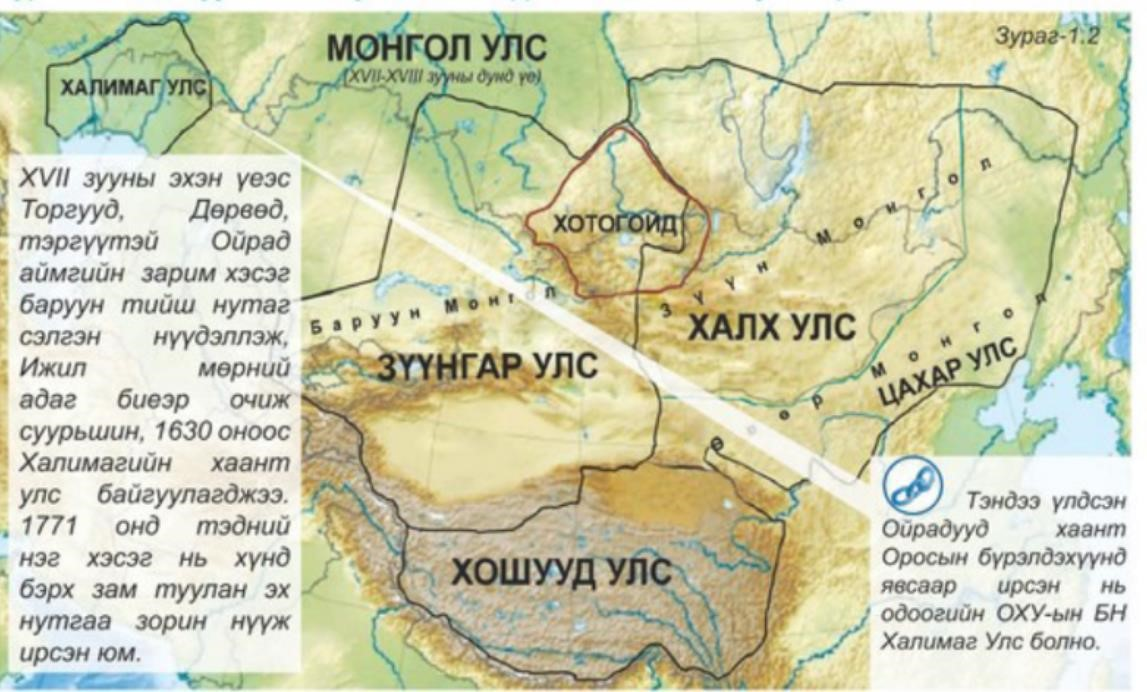 МОНГОЛ УЛС
(XVII-XVIII зууны дунд үе)
Зураг-1.2
ХАЛИМАГ УЛС
XVII зууны эхэн үеэс
Торгууд, Дөрвөд,
тэргүүтэй Ойрад
аймгийн зарим хэсэг
баруун тийш нутаг
сэлгэн нүүдэллэж,
Ижил мөрний
адаг биеэр очиж
суурьшин, 1630 оноос
Халимагийн хаант
улс байгуулагджээ.
1771 онд тэдний
нэг хэсэг нь хүнд
бэрх зам туулан эх
нутгаа зорин нүүж
ирсэн юм.
ХОТОГОЙД
Баруун Монгол
Зүүн Монгол
ХАЛХ УЛС
ЗҮҮНГАР УЛС
Өвөр Монгол
ЦАХАР УЛС
ХОШУУД УЛС
Тэндээ үлдсэн
Ойрадууд хаант
Оросын бүрэлдэхүүнд
явсаар ирсэн нь
одоогийн ОХУ-ын БН
Халимаг Улс болно.